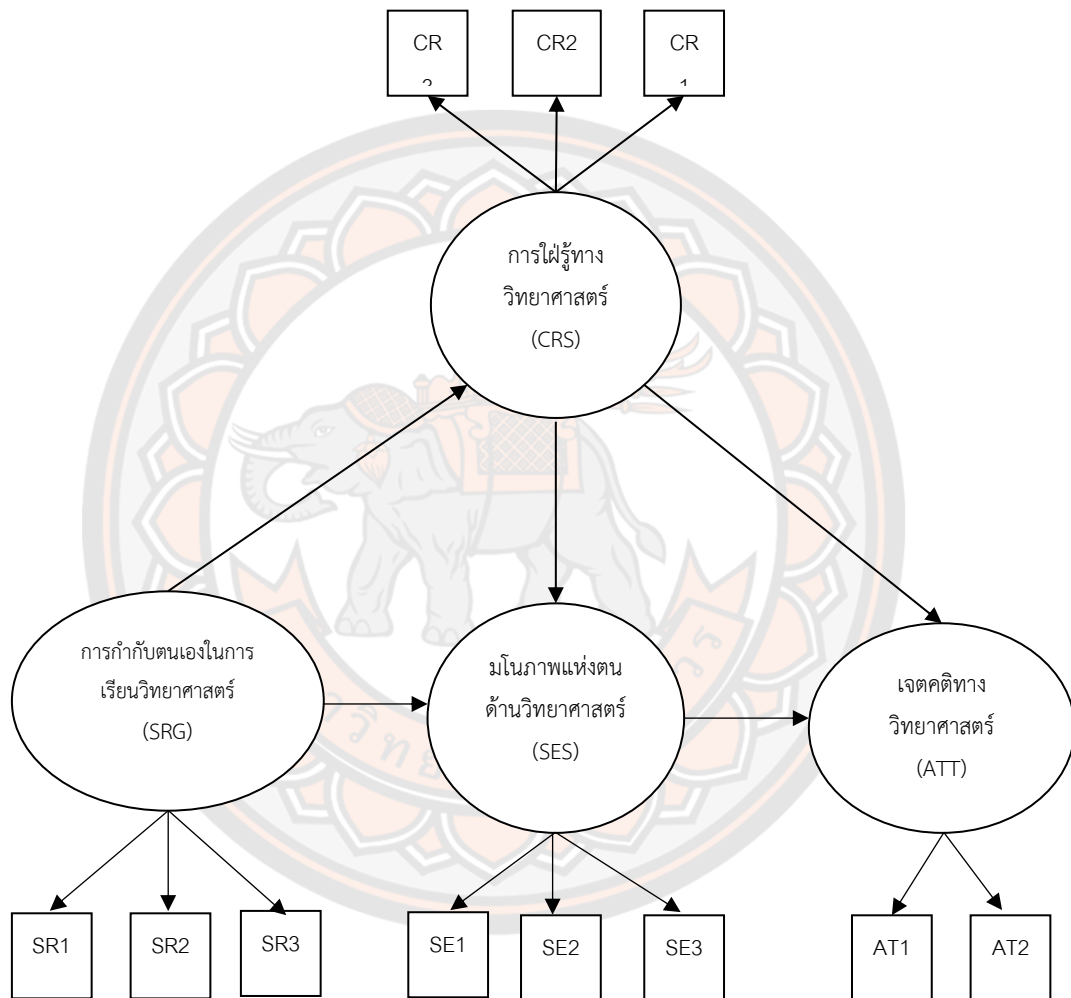 CR
CR2
CR
การใฝ่รู้ทาง
วิทยาศาสตร์
(CRS)
การกำกับตนเองในการ
เรียนวิทยาศาสตร์
(SRG)
มโนภาพแห่งตน
ด้านวิทยาศาสตร์
(SES)
เจตคติทาง
วิทยาศาสตร์
(ATT)
SR1
SR2
SR3
SE1
SE2
SE3
AT1
AT2